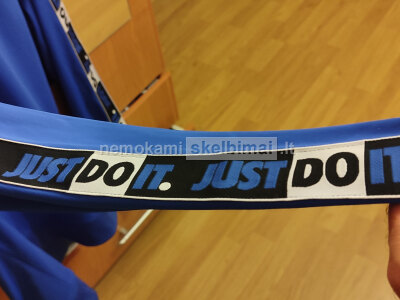 nemokami skelbimai .lt
JUST DO IT. JUST DO IT